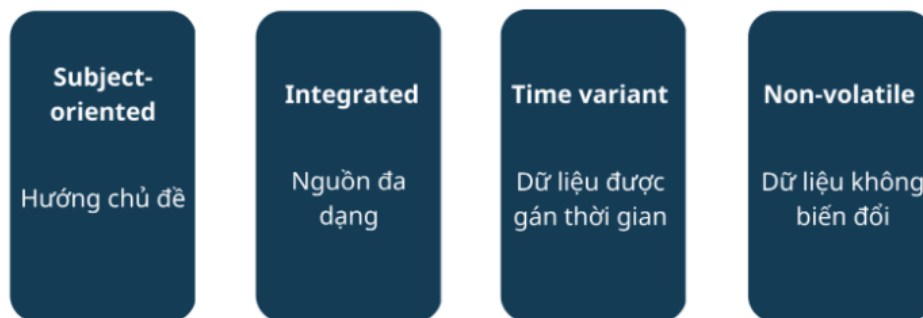 Subject-
oriented
Hướng chủ đề
Integrated
Nguồn đa
dạng
Time variant
Dữ liệu được
gán thời gian
Non-volatile
Dữ liệu không
biến đổi